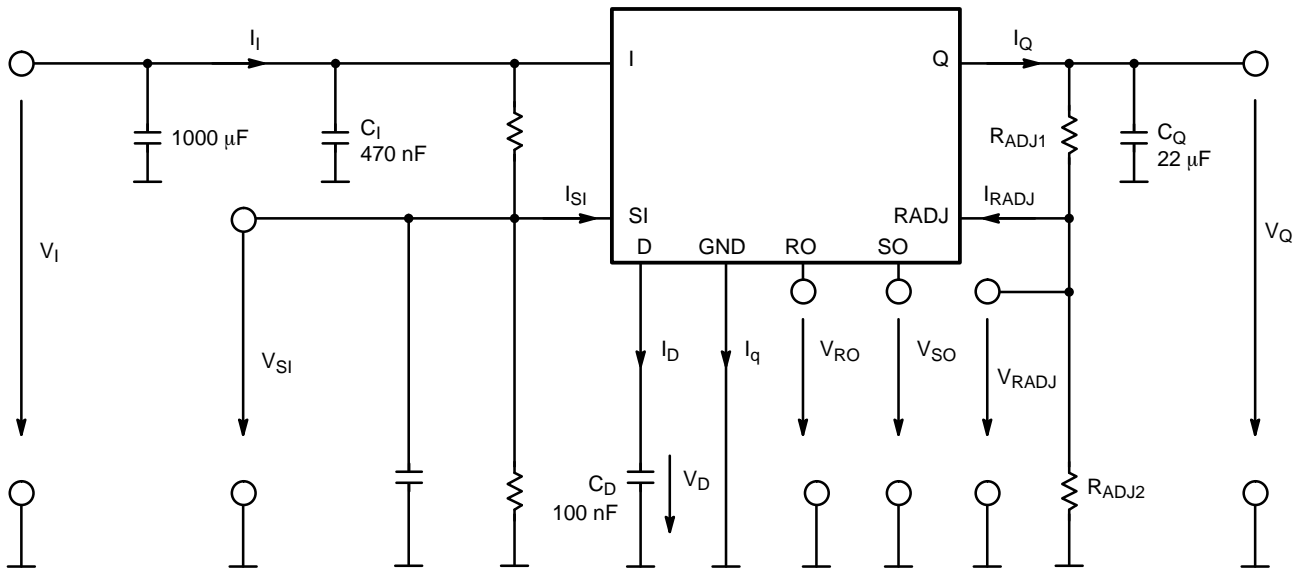 I_I
I_Q
I
Q
1000 μF
C_I
470 nF
R_ADJ1
C_Q
22 μF
I_SI
I_RADJ
SI
RADJ
D
GND
RO
SO
V_I
V_Q
V_SI
I_D
I_q
V_RO
V_SO
V_RADJ
C_D
100 nF
V_D
R_ADJ2